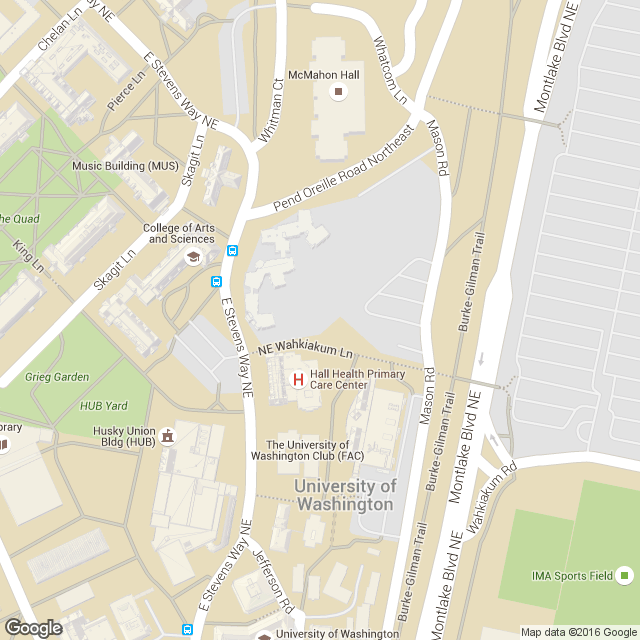 Chelan Ln
E Stevens Way NE
Montlake Blvd NE
Whatcom Ln
McMahon Hall
Pierce Ln
Whitman Ct
Skagit Ln
Mason Rd
Music Building (MUS)
Pend Oreille Road Northeast
he Quad
College of Arts
and Sciences
King Ln
Skagit Ln
Burke-Gilman Trail
E Stevens Way NE
NE Wahkiakum Ln
H
Hall Health Primary
Care Center
Grieg Garden
HUB Yard
Mason Rd
Burke-Gilman Trail
Montlake Blvd NE
brary
Husky Union
Bldg (HUB)
The University of
Washington Club (FAC)
University of
Washington
Wahkiakum Rd
E Stevens Way NE
Jefferson Rd
Burke-Gilman Trail
Montlake Blvd NE
IMA Sports Field
Google
University of Washington
Map data ©2016 Goo